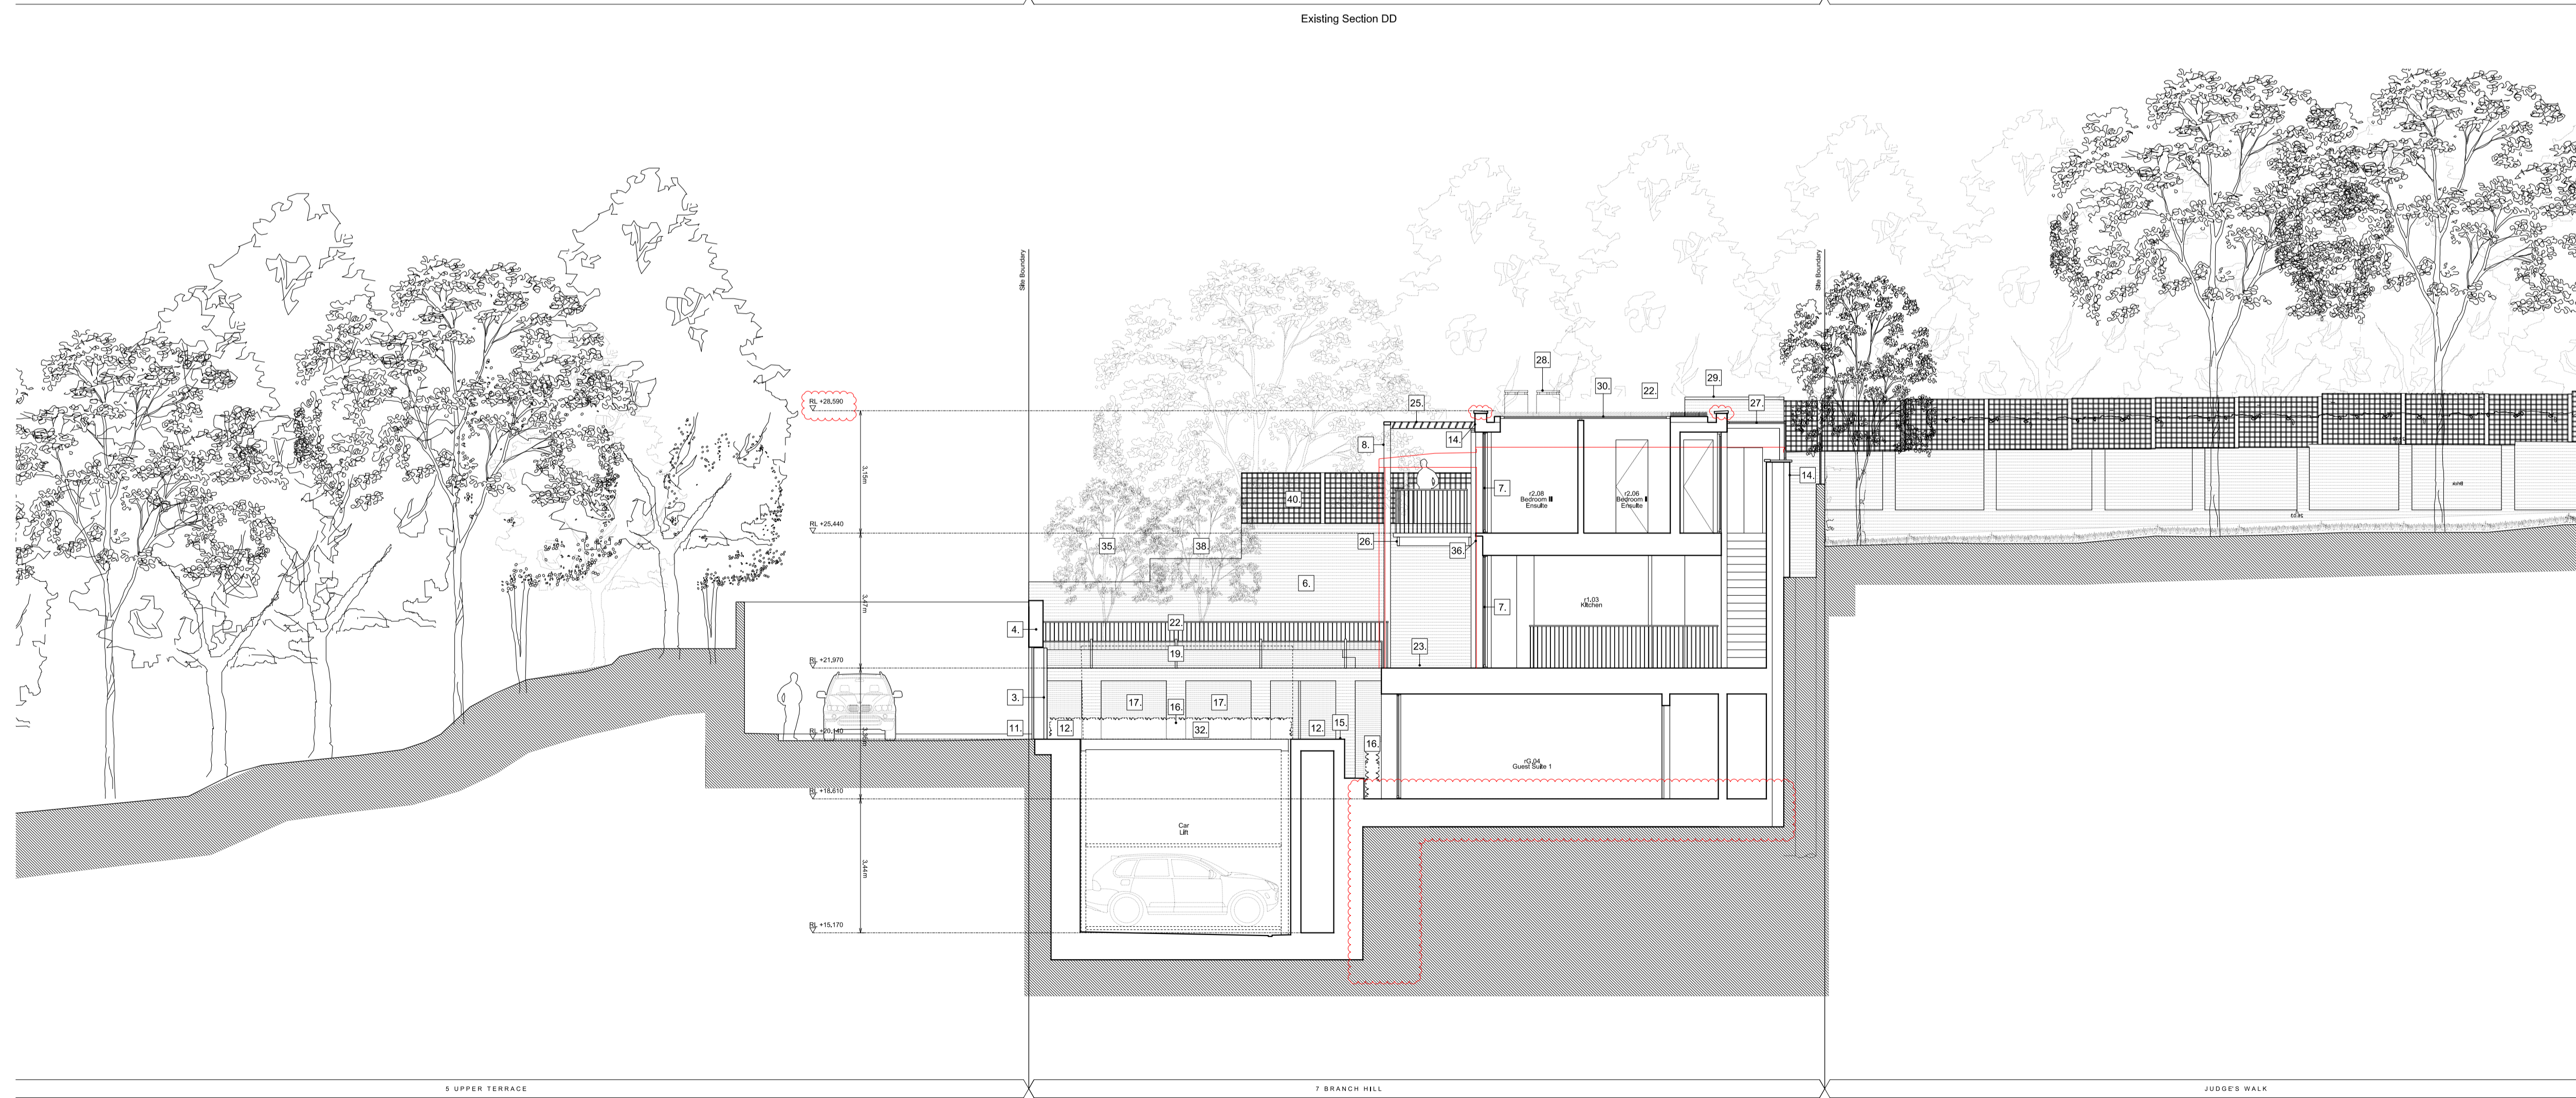 Existing Section DD
Site Boundary
Site Boundary
28.
30.
22.
29.
27.
25.
RL +28,590
14.
8.
14.
3,15m
7.
r2.08
Bedroom III
Ensuite
r2.06
Bedroom II
Ensuite
40.
RL +25,440
26.
36.
35.
38.
6.
3,47m
r1.03
Kitchen
7.
4.
22.
23.
19.
RL +21,970
3.
17.
17.
16.
11.
12.
32.
12.
15.
RL +20,140
16.
rG.04
Guest Suite 1
RL +18,610
Car
Lift
3,44m
RL +15,170
5 UPPER TERRACE
7 BRANCH HILL
JUDGE'S WALK